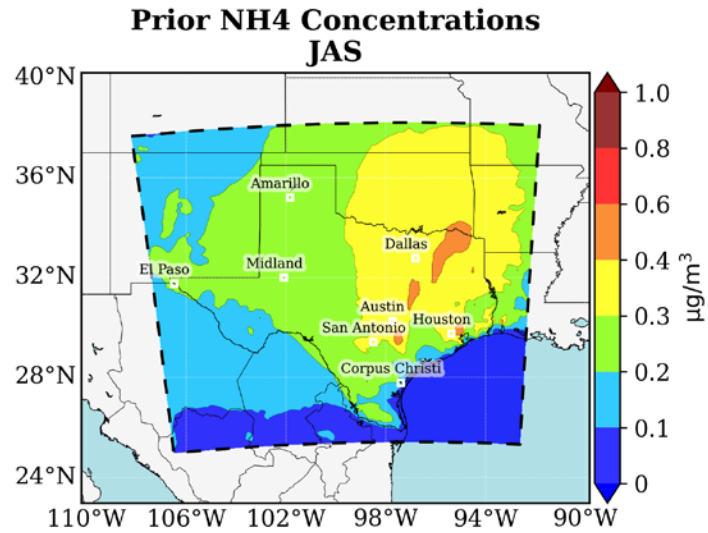 Prior NH4 Concentrations
JAS
40°N
36°N
32°N
28°N
24°N
110°W
106°W
102°W
98°W
94°W
90°W
Amarillo
Dallas
Midland
El Paso
Austin
Houston
San Antonio
Corpus Christi
1.0
0.8
0.6
0.4
0.3
0.2
0.1
0
μg/m³